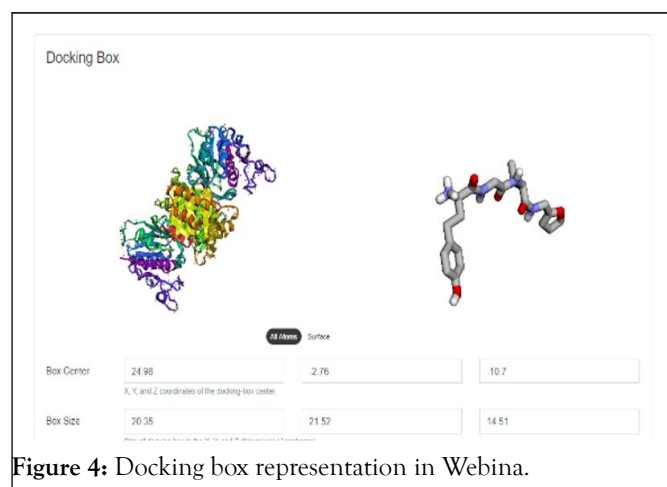 Docking Box
All Atoms Surface
Box Center 24.98 -2.76 -10.7
X, Y, and Z coordinates of the docking-box center.
Box Size 20.35 21.52 14.51
Figure 4: Docking box representation in Webina.